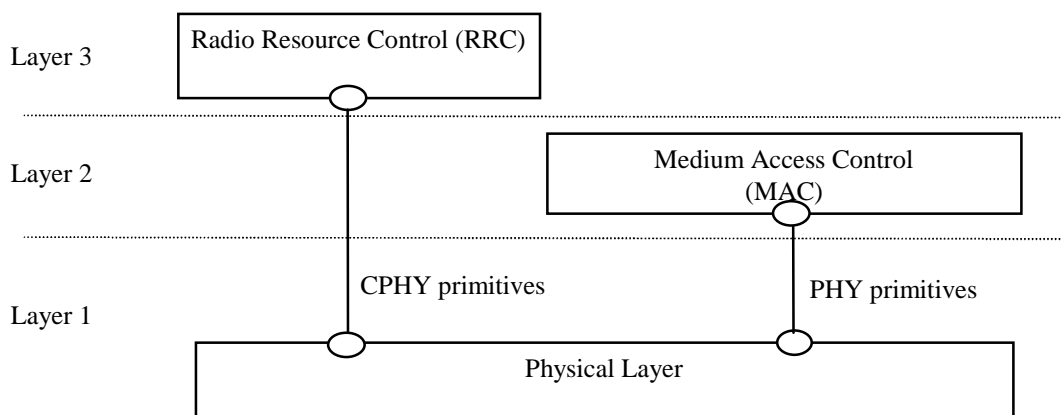 Radio Resource Control (RRC)
Layer 3
Medium Access Control
(MAC)
Layer 2
CPHY primitives
PHY primitives
Layer 1
Physical Layer